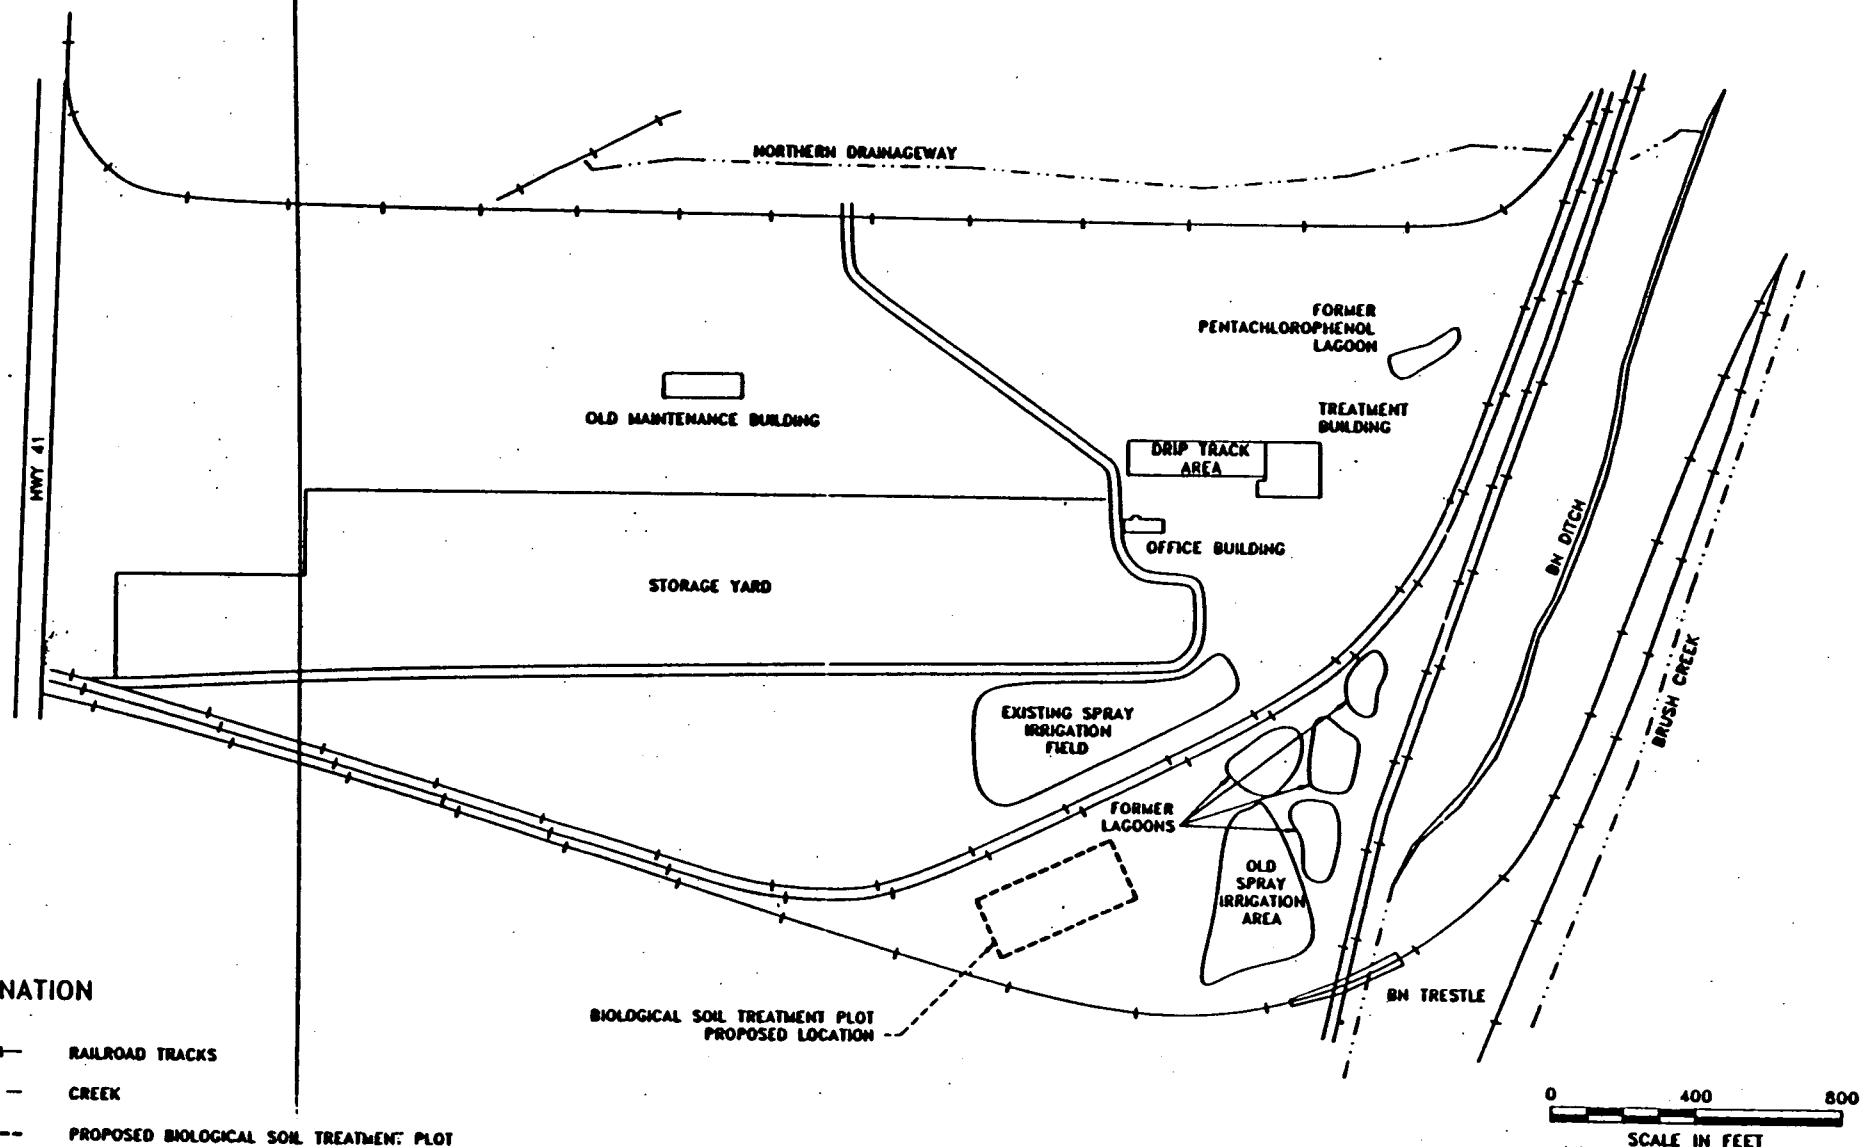 NORTHERN DRAINAGEWAY
FORMER
PENTACHLOROPHENOL
LAGOON
OLD MAINTENANCE BUILDING
TREATMENT
BUILDING
DRIP TRACK
AREA
HWY 41
OFFICE BUILDING
BN DITCH
STORAGE YARD
BRUSH CREEK
EXISTING SPRAY
IRRIGATION
FIELD
FORMER
LAGOONS
OLD
SPRAY
IRRIGATION
AREA
BN TRESTLE
BIOLOGICAL SOIL TREATMENT PLOT
PROPOSED LOCATION
NATION
RAILROAD TRACKS
CREEK
PROPOSED BIOLOGICAL SOIL TREATMENT PLOT
0 400 800
SCALE IN FEET